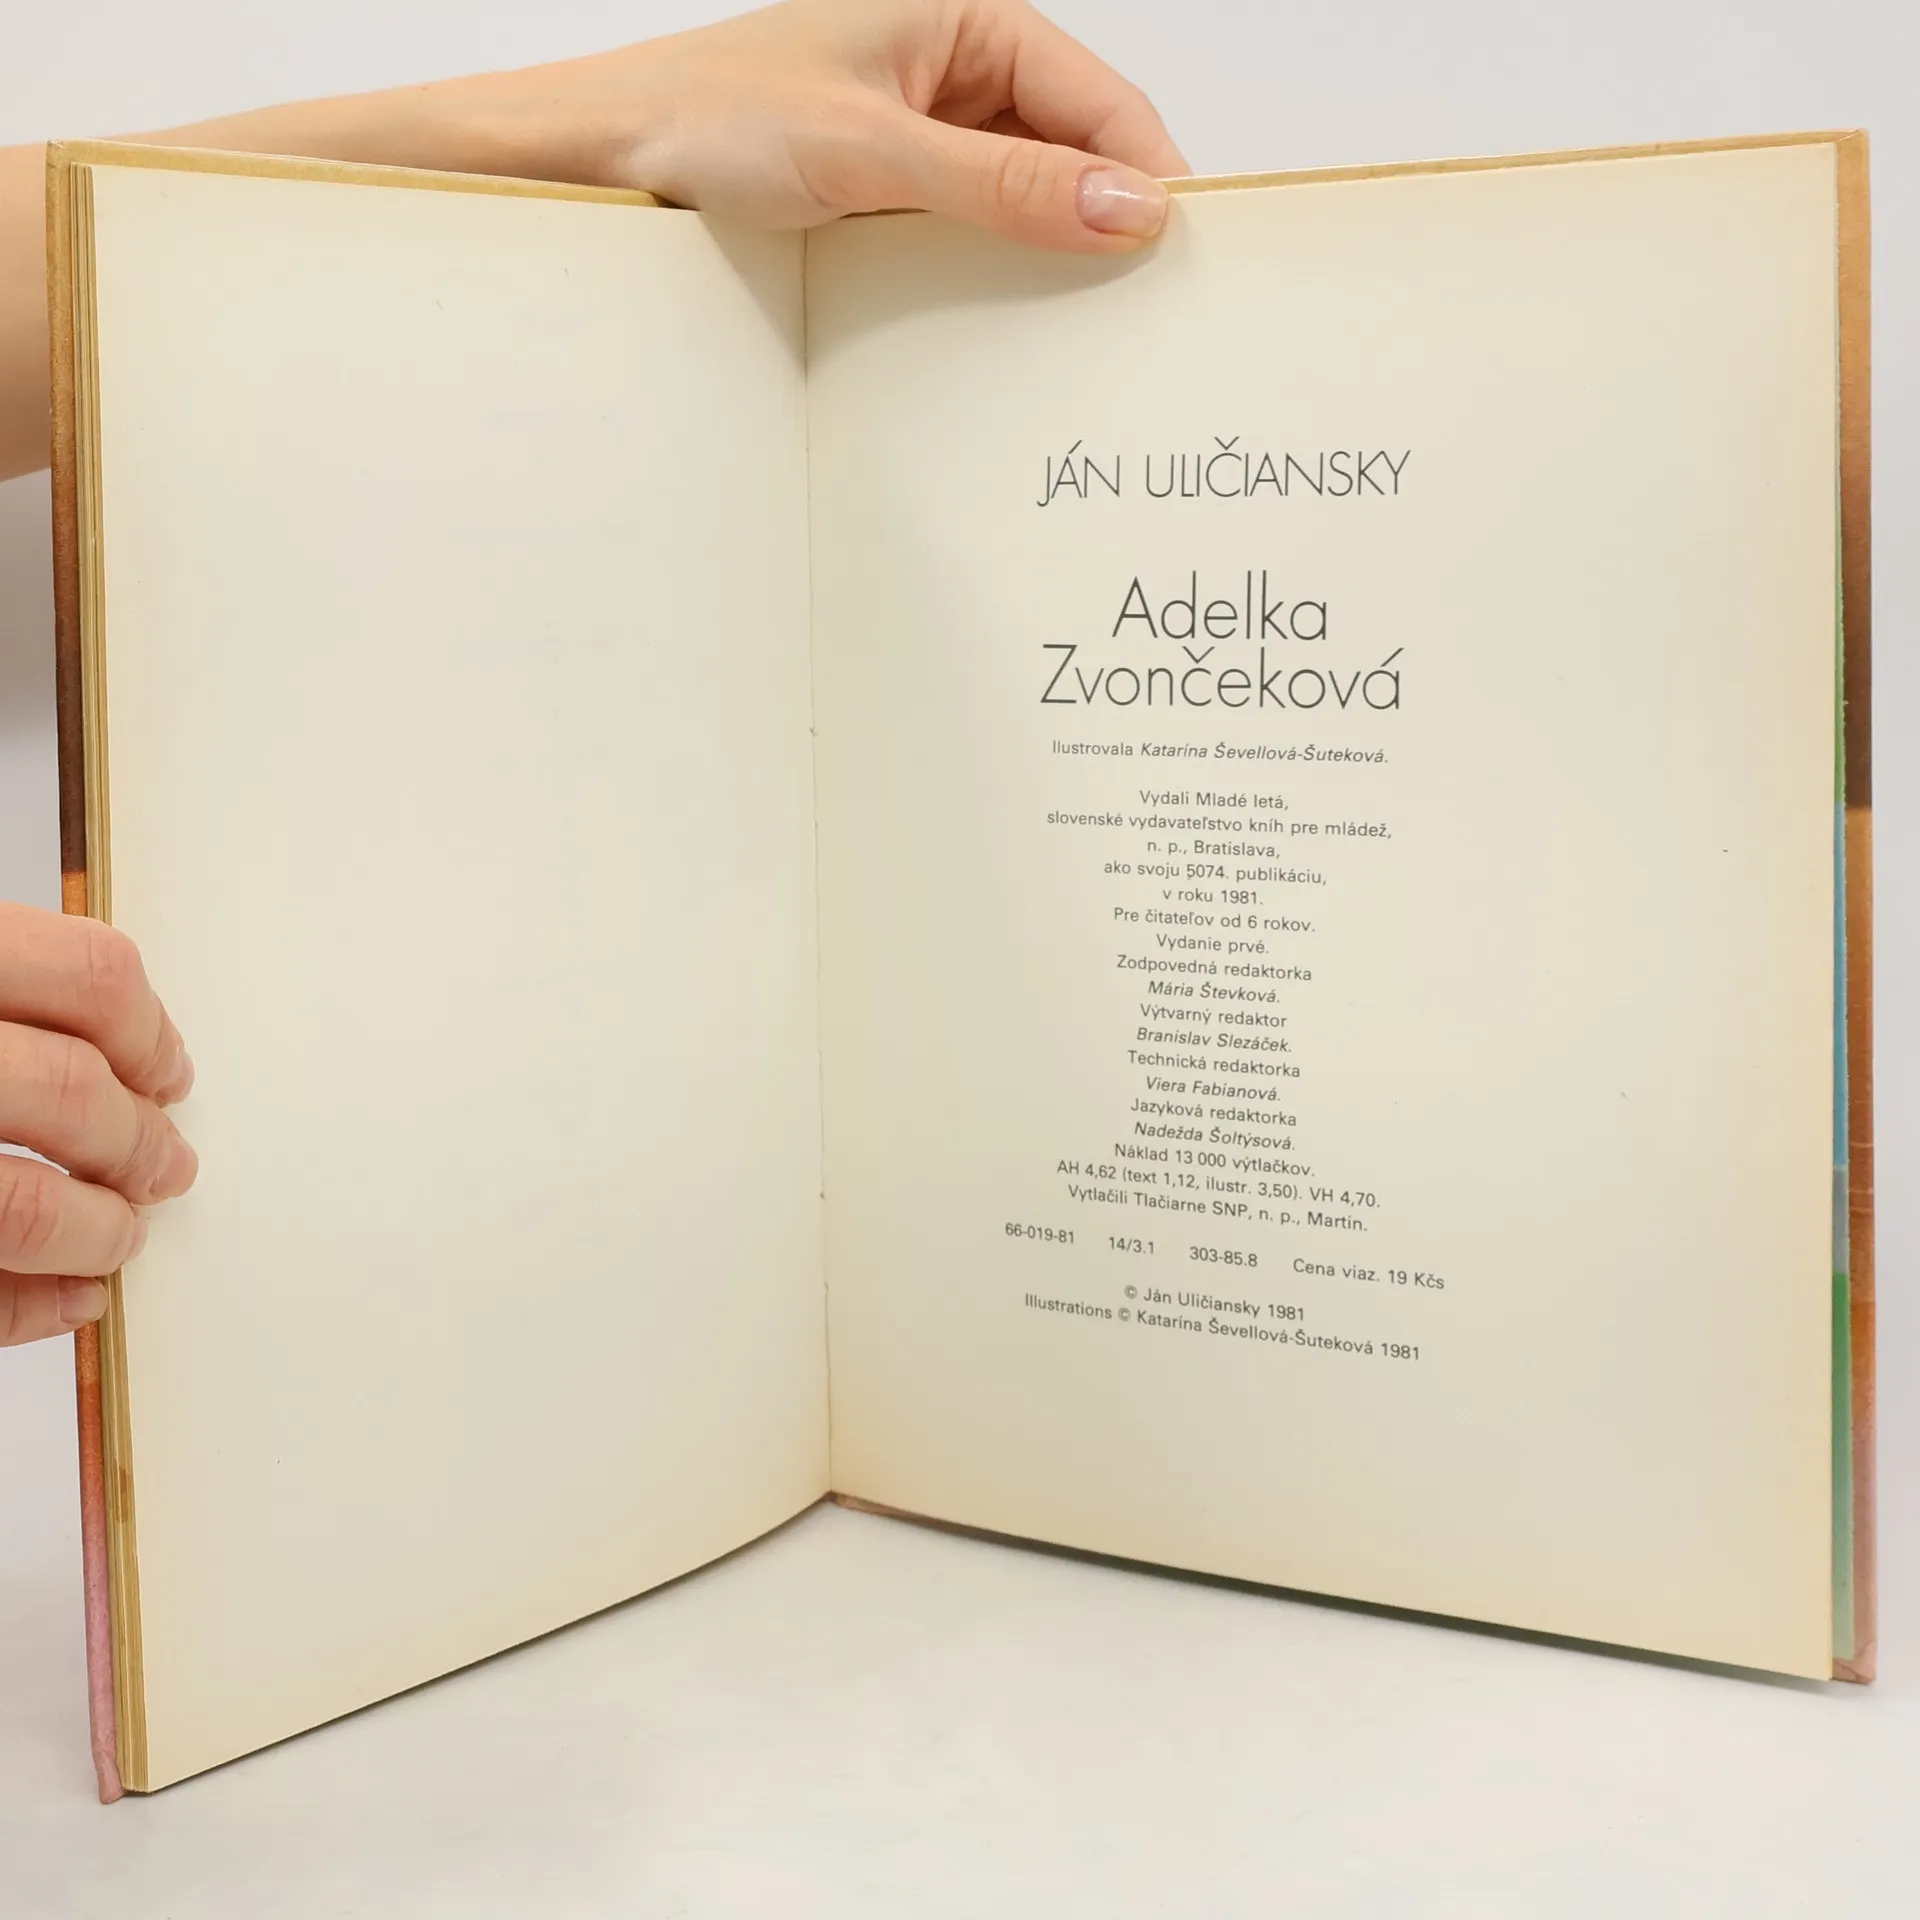 JÁN ULIČIANSKY
Adelka
Zvončeková
Ilustrovala Katarína Ševellová-Šuteková.
Vydali Mladé letá,
slovenské vydavateľstvo kníh pre mládež,
n. p., Bratislava,
ako svoju 5074. publikáciu,
v roku 1981.
Pre čitateľov od 6 rokov.
Vydanie prvé.
Zodpovedná redaktorka
Mária Števková.
Výtvarný redaktor
Branislav Slezáček.
Technická redaktorka
Viera Fabianová.
Jazyková redaktorka
Nadežda Šoltýsová.
Náklad 13 000 výtlačkov.
AH 4,62 (text 1,12, ilustr. 3,50). VH 4,70.
Vytlačili Tlačiarne SNP, n. p., Martin.
66-019-81 14/3.1 303-85.8 Cena viaz. 19 Kčs
© Ján Uličiansky 1981
Illustrations © Katarína Ševellová-Šuteková 1981